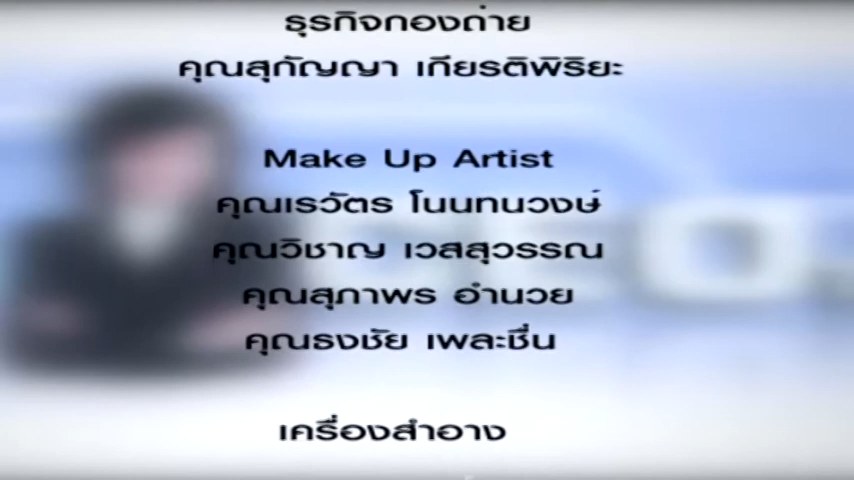 ธุรกิจกองถ่าย
คุณสุกัญญา เกียรติพิริยะ
Make Up Artist
คุณเรวัตร โนนทนวงษ์
คุณวิชาญ เวสสุวรรณ
คุณสุภาพร อำนวย
คุณธงชัย เพละชื่น
เครื่องสำอาง